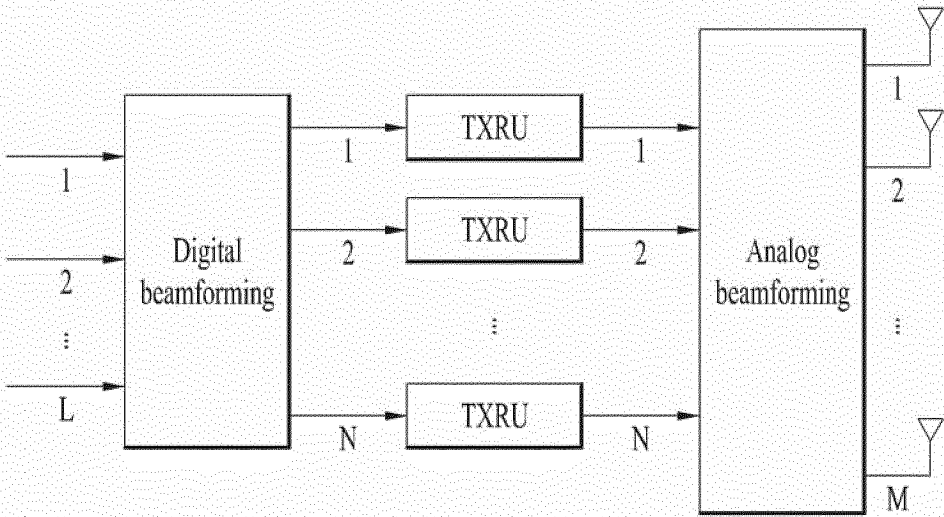 1
2
⋮
L
Digital
beamforming
1
2
N
TXRU
TXRU
⋮
TXRU
1
2
N
Analog
beamforming
1
2
⋮
M